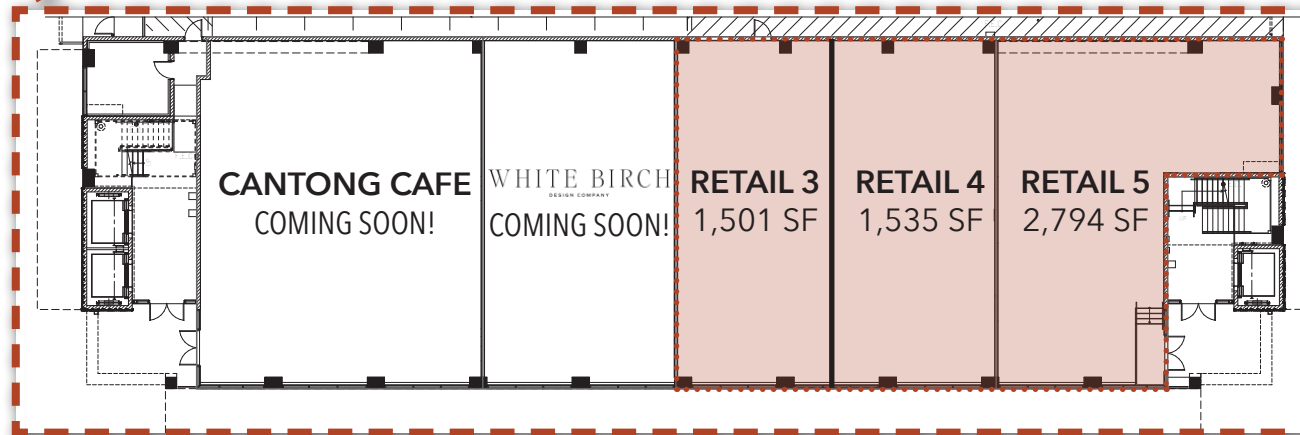 CANTONG CAFE
COMING SOON!
WHITE BIRCH
DESIGN COMPANY
COMING SOON!
RETAIL 3
1,501 SF
RETAIL 4
1,535 SF
RETAIL 5
2,794 SF